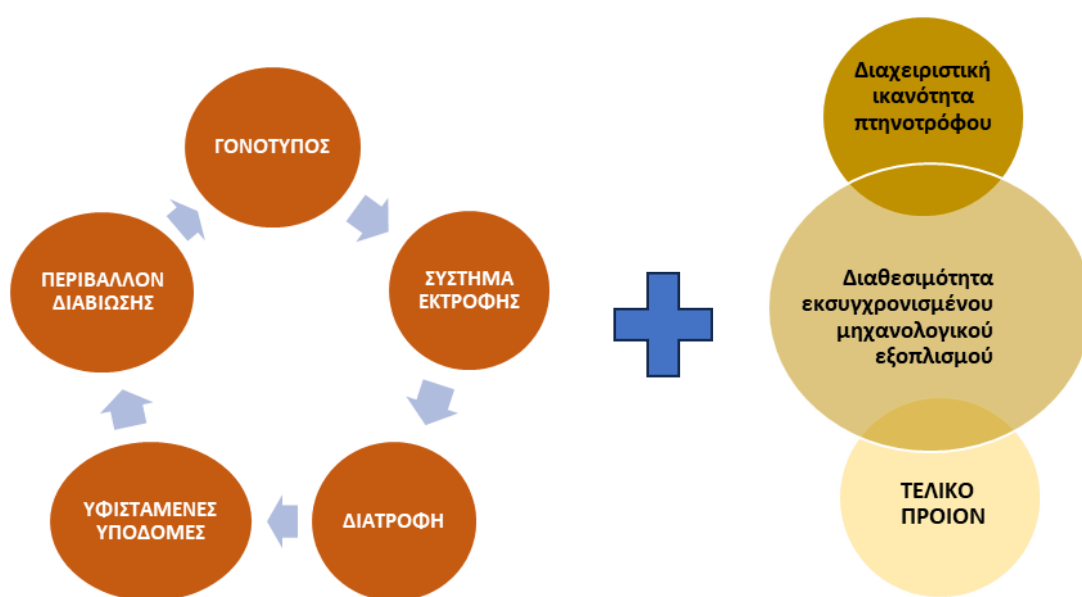 ΓΟΝΟΤΥΠΟΣ
ΣΥΣΤΗΜΑ
ΕΚΤΡΟΦΗΣ
ΔΙΑΤΡΟΦΗ
ΥΦΙΣΤΑΜΕΝΕΣ
ΥΠΟΔΟΜΕΣ
ΠΕΡΙΒΑΛΛΟΝ
ΔΙΑΒΙΩΣΗΣ
Διαχειριστική
ικανότητα
πτηνοτρόφου
Διαθεσιμότητα
εκσυγχρονισμένου
μηχανολογικού
εξοπλισμού
ΤΕΛΙΚΟ
ΠΡΟΙΟΝ